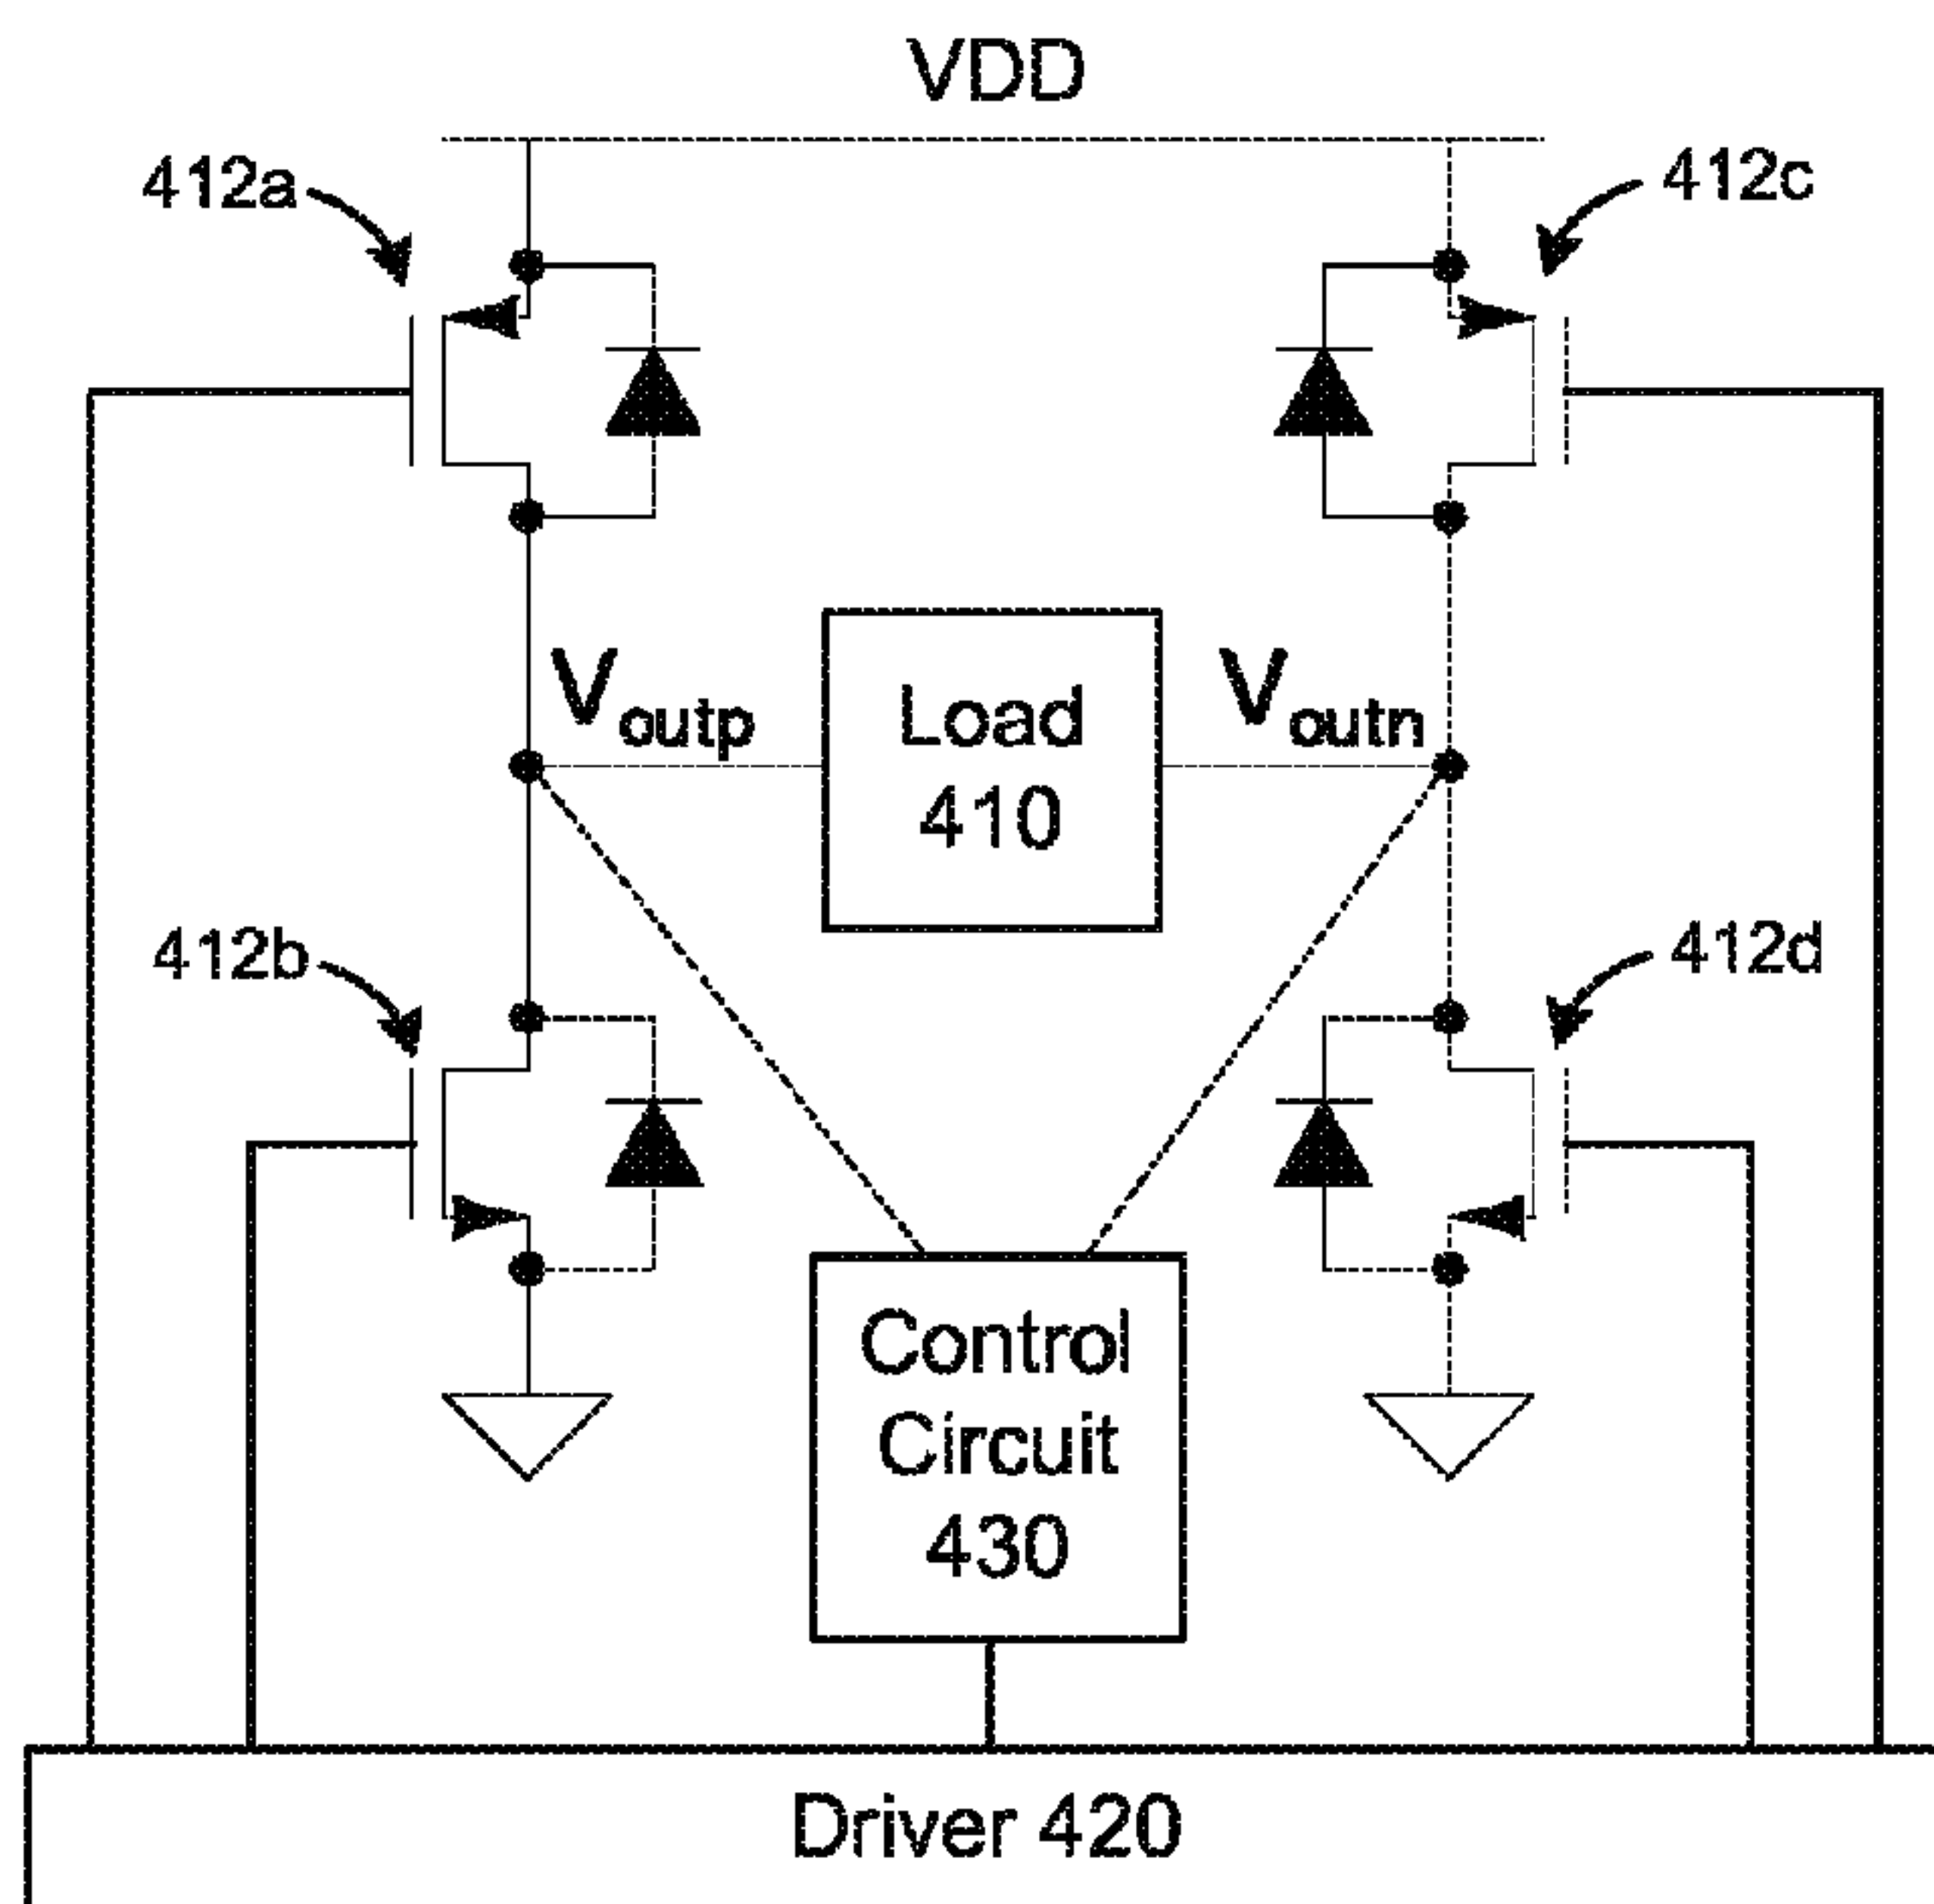 VDD
412a
412c
Voutp
Load
410
Voutn
412b
412d
Control
Circuit
430
Driver 420